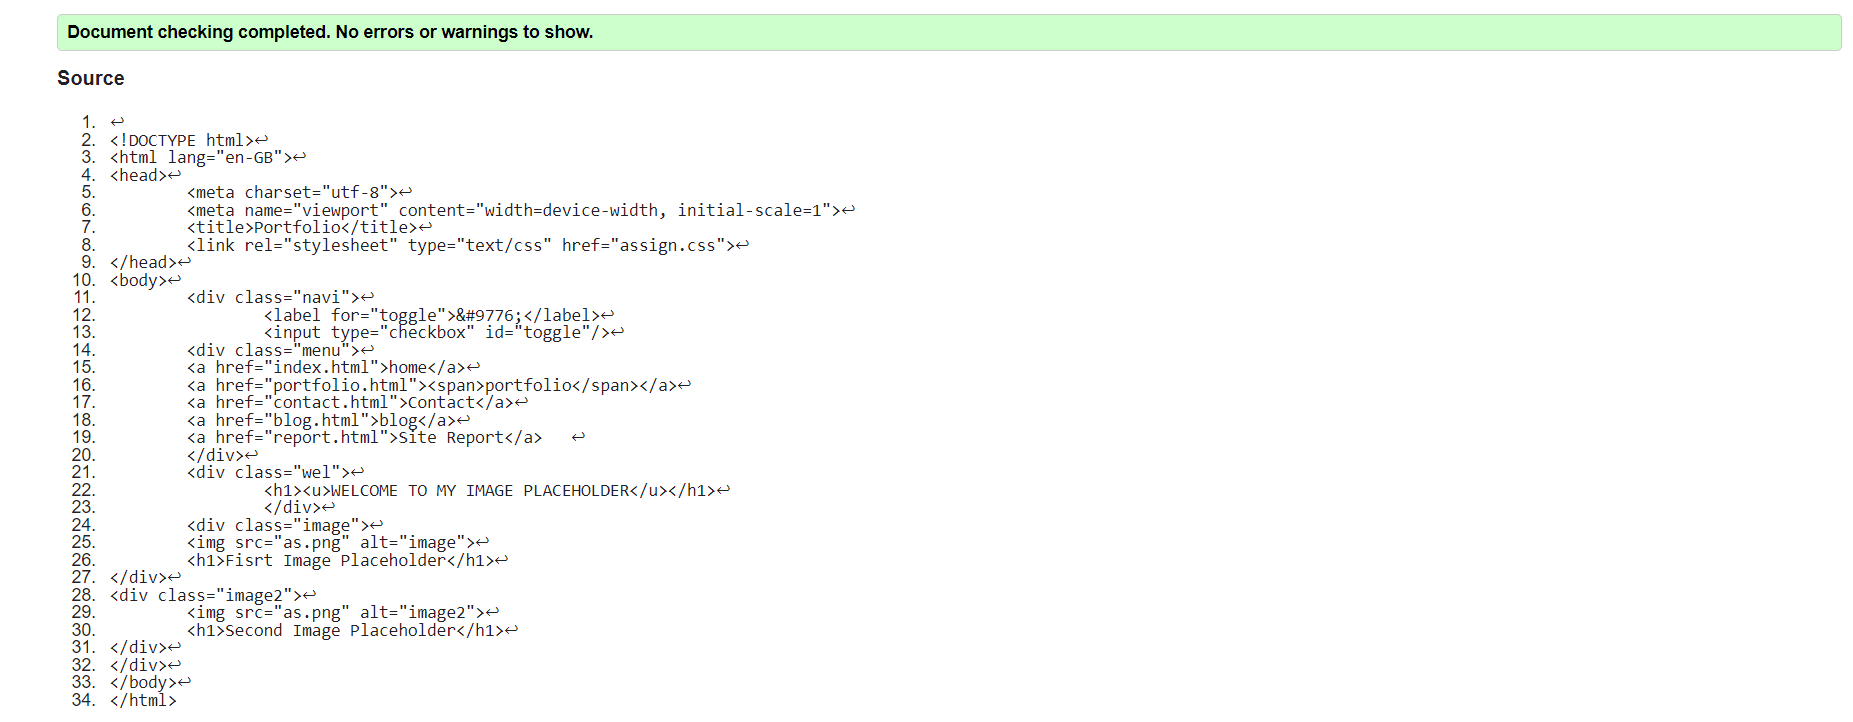 Document checking completed. No errors or warnings to show.
Source
1. ↩
2. <!DOCTYPE html>↩
3. <html lang="en-GB">↩
4. <head>↩
5. <meta charset="utf-8">↩
6. <meta name="viewport" content="width=device-width, initial-scale=1">↩
7. <title>Portfolio</title>↩
8. <link rel="stylesheet" type="text/css" href="assign.css">↩
9. </head>↩
10. <body>↩
11. <div class="navi">↩
12. <label for="toggle">&#9776;</label>↩
13. <input type="checkbox" id="toggle"/>↩
14. <div class="menu">↩
15. <a href="index.html">home</a>↩
16. <a href="portfolio.html"><span>portfolio</span></a>↩
17. <a href="contact.html">Contact</a>↩
18. <a href="blog.html">blog</a>↩
19. <a href="report.html">Site Report</a> ↩
20. </div>↩
21. <div class="wel">↩
22. <h1><u>WELCOME TO MY IMAGE PLACEHOLDER</u></h1>↩
23. </div>↩
24. <div class="image">↩
25. <img src="as.png" alt="image">↩
26. <h1>Fisrt Image Placeholder</h1>↩
27. </div>↩
28. <div class="image2">↩
29. <img src="as.png" alt="image2">↩
30. <h1>Second Image Placeholder</h1>↩
31. </div>↩
32. </div>↩
33. </body>↩
34. </html>